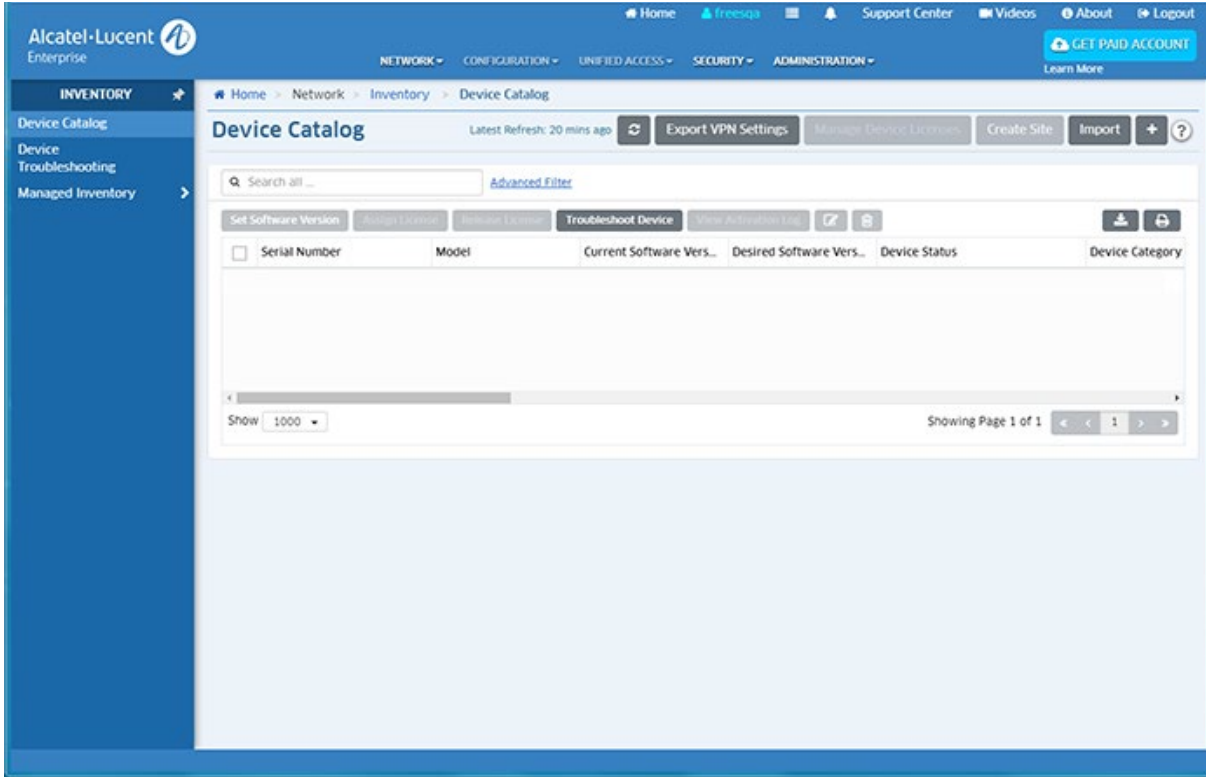 Home freesqa Support Center Videos About Logout
Alcatel·Lucent
Enterprise
GET PAID ACCOUNT
Learn More
NETWORK CONFIGURATION UNIFIED ACCESS SECURITY ADMINISTRATION
INVENTORY
Device Catalog
Device
Troubleshooting
Managed Inventory
Home > Network > Inventory > Device Catalog
Device Catalog
Latest Refresh: 20 mins ago
Export VPN Settings Manage Device Licenses Create Site Import + ?
Search all ... Advanced Filter
Set Software Version Assign License Release License Troubleshoot Device View Activation Log
Serial Number Model Current Software Vers... Desired Software Vers... Device Status Device Category
Show 1000 Showing Page 1 of 1 « < 1 > »